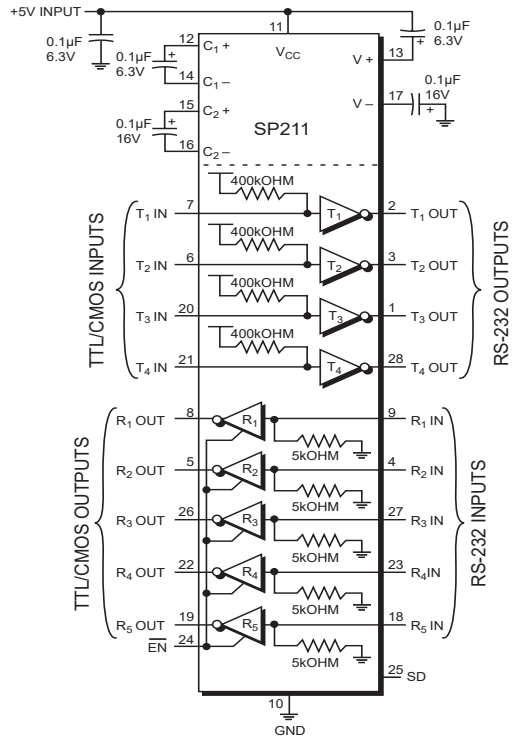 +5V INPUT
0.1µF
6.3V
11
VCC
0.1µF
6.3V
12
C1 +
+
0.1µF
6.3V
14
C1 –
V +
13
+
0.1µF
6.3V
15
C2 +
+
0.1µF
16V
16
C2 –
V –
17
0.1µF
16V
+
SP211
400kOHM
T1 IN
7
T1
2
T1 OUT
400kOHM
T2 IN
6
T2
3
T2 OUT
400kOHM
T3 IN
20
T3
1
T3 OUT
400kOHM
T4 IN
21
T4
28
T4 OUT
TTL/CMOS INPUTS
RS-232 OUTPUTS
R1 OUT
8
R1
9
R1 IN
5kOHM
R2 OUT
5
R2
4
R2 IN
5kOHM
R3 OUT
26
R3
27
R3 IN
5kOHM
R4 OUT
22
R4
23
R4IN
5kOHM
R5 OUT
19
R5
18
R5 IN
5kOHM
TTL/CMOS OUTPUTS
RS-232 INPUTS
EN
24
25
SD
10
GND